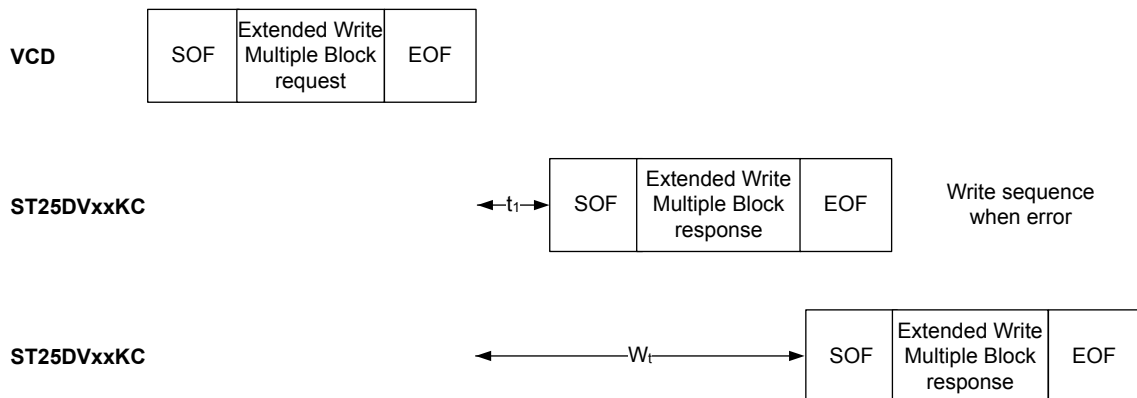 VCD
SOF
Extended Write
Multiple Block
request
EOF
ST25DVxxKC
t₁
SOF
Extended Write
Multiple Block
response
EOF
Write sequence
when error
ST25DVxxKC
Wₜ
SOF
Extended Write
Multiple Block
response
EOF